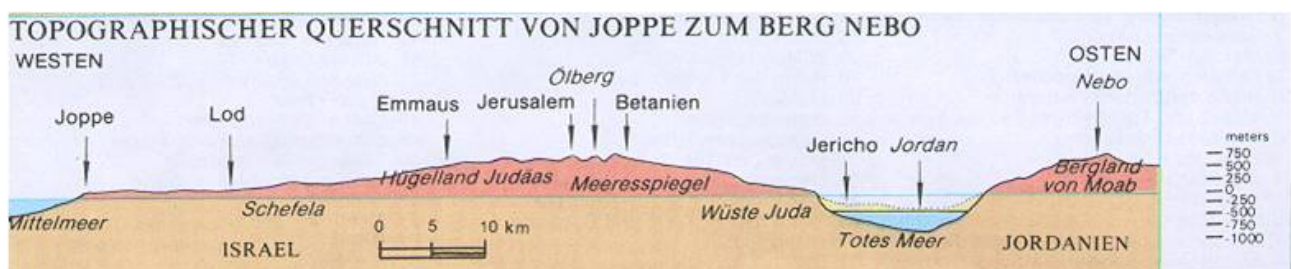 TOPOGRAPHISCHER QUERSCHNITT VON JOPPE ZUM BERG NEBO
WESTEN
OSTEN
Ölberg
Nebo
Emmaus
Jerusalem
Betanien
Joppe
Lod
Jericho
Jordan
meters
750
500
250
0
-250
-500
-750
-1000
Bergland
von Moab
Hügelland Judäas
Meeresspiegel
Mittelmeer
Schefela
Wüste Juda
Totes Meer
ISRAEL
0 5 10 km
JORDANIEN